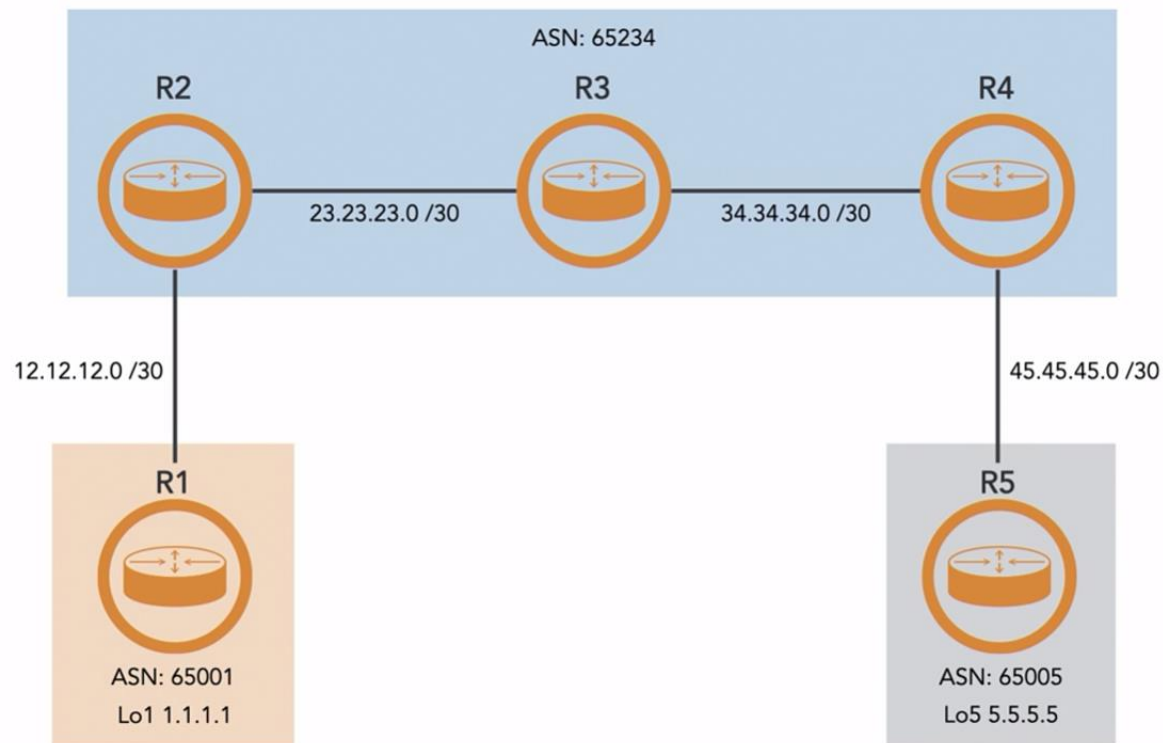 ASN: 65234
R2
R3
R4
23.23.23.0 /30
34.34.34.0 /30
12.12.12.0 /30
45.45.45.0 /30
R1
ASN: 65001
Lo1 1.1.1.1
R5
ASN: 65005
Lo5 5.5.5.5